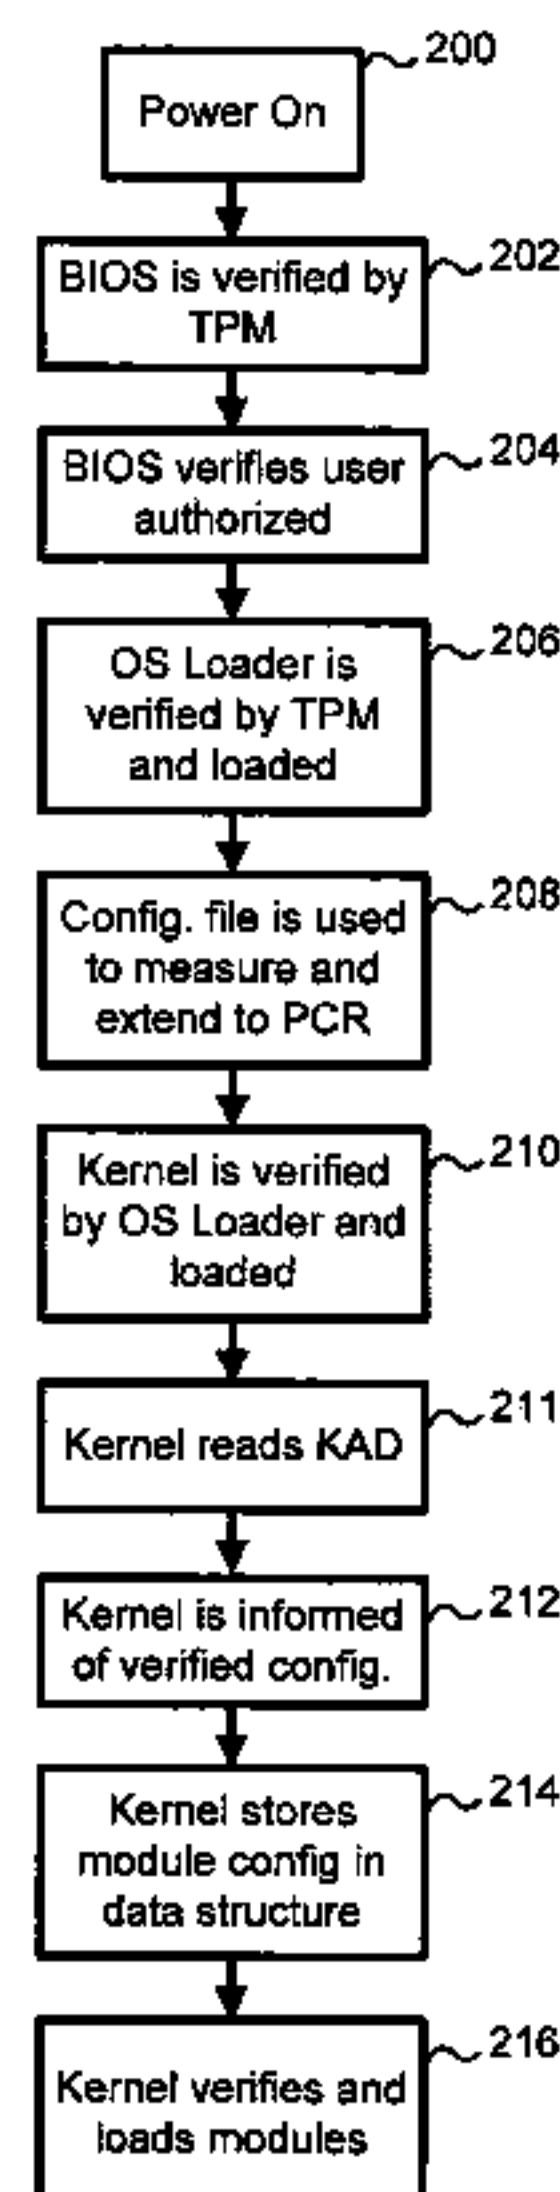 200
Power On
202
BIOS is verified by
TPM
204
BIOS verifies user
authorized
206
OS Loader is
verified by TPM
and loaded
208
Config. file is used
to measure and
extend to PCR
210
Kernel is verified
by OS Loader and
loaded
211
Kernel reads KAD
212
Kernel is informed
of verified config.
214
Kernel stores
module config in
data structure
216
Kernel verifies and
loads modules